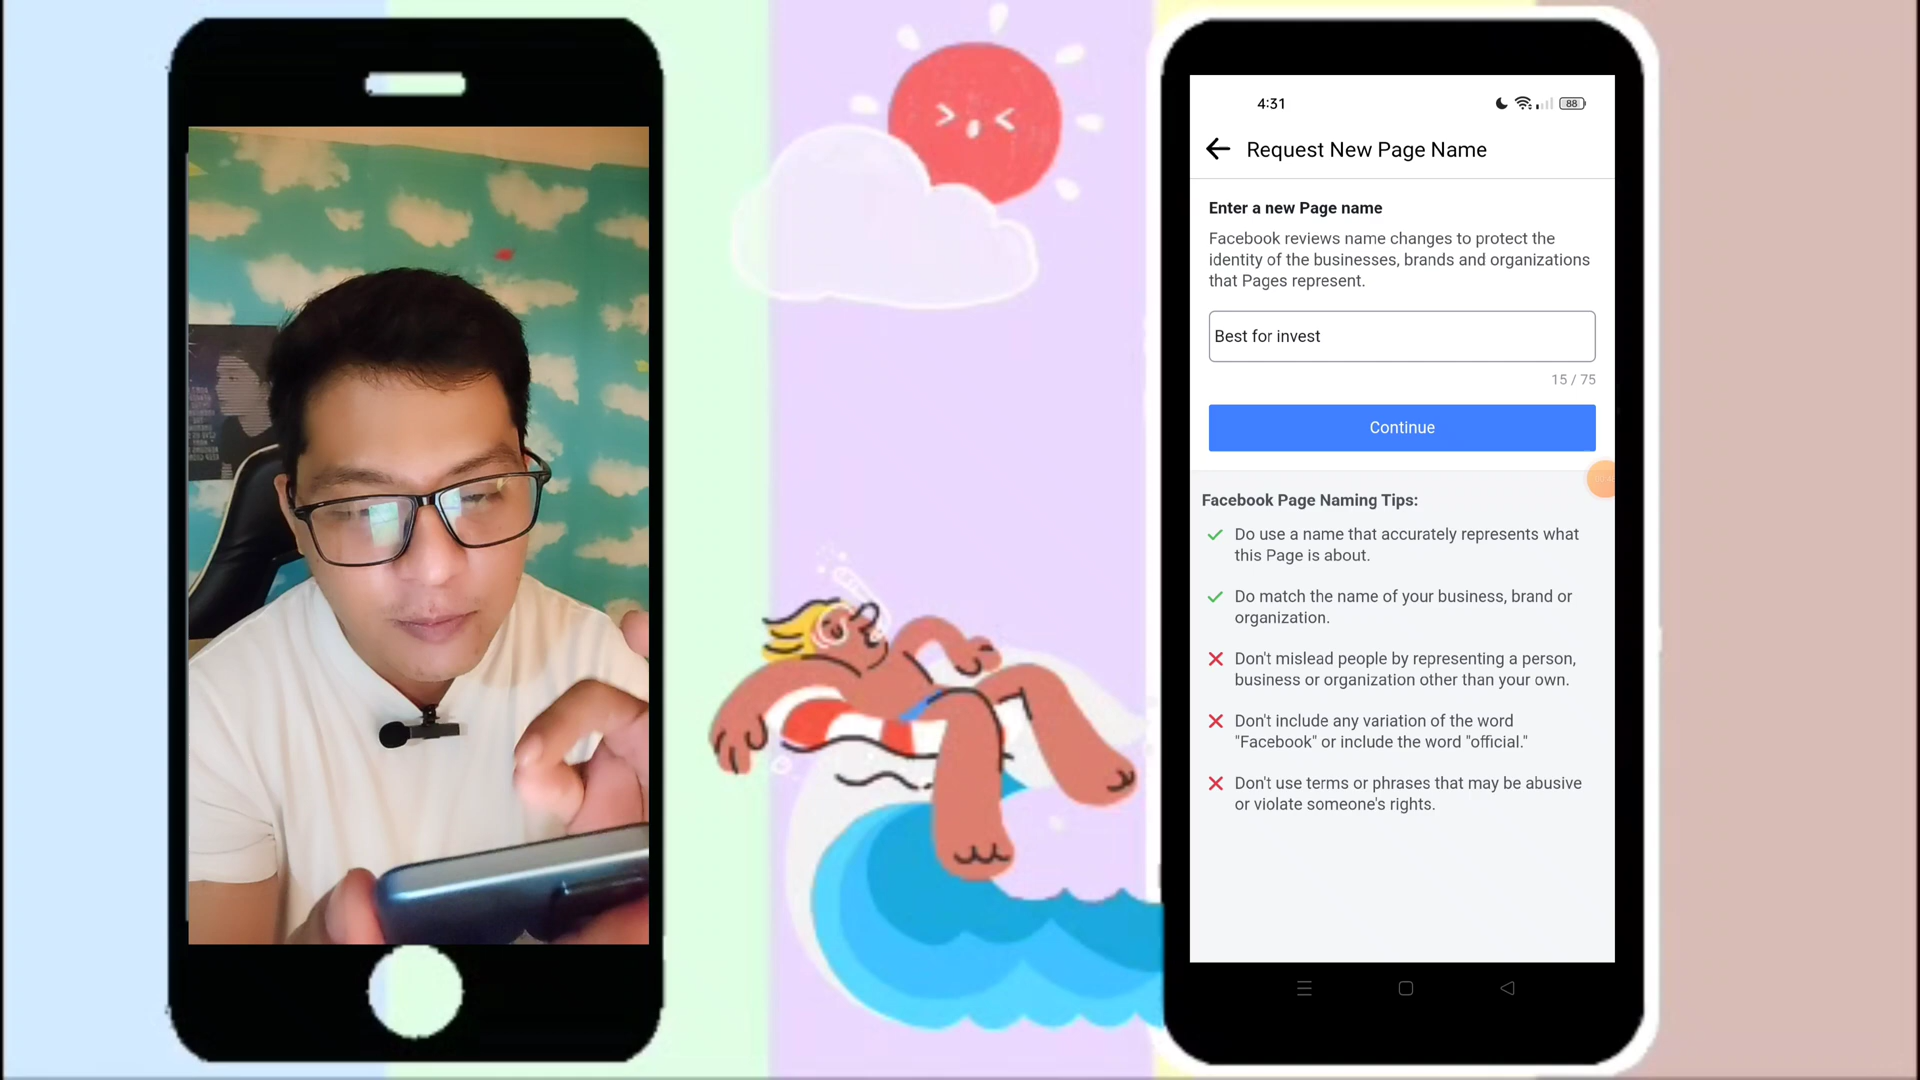 4:31
88
Request New Page Name
Enter a new Page name
Facebook reviews name changes to protect the
identity of the businesses, brands and organizations
that Pages represent.
Best for invest
15 / 75
Continue
Facebook Page Naming Tips:
Do use a name that accurately represents what
this Page is about.
Do match the name of your business, brand or
organization.
Don't mislead people by representing a person,
business or organization other than your own.
Don't include any variation of the word
"Facebook" or include the word "official."
Don't use terms or phrases that may be abusive
or violate someone's rights.